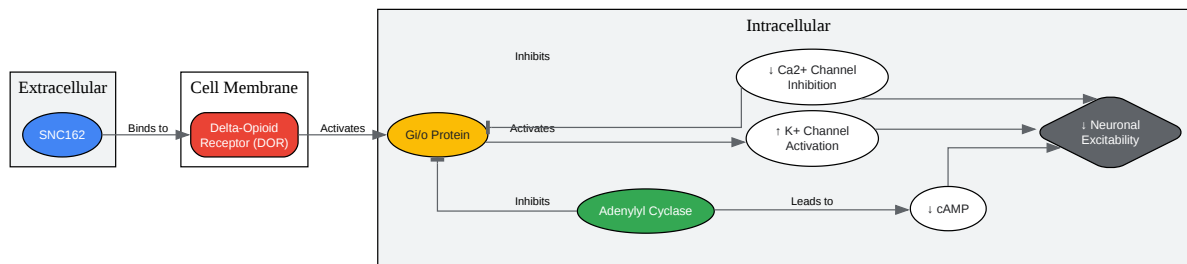 Intracellular
Extracellular
Cell Membrane
SNC162
Binds to
Delta-Opioid
Receptor (DOR)
Activates
Gi/o Protein
Inhibits
Activates
↓ Ca2+ Channel
Inhibition
↑ K+ Channel
Activation
↓ Neuronal
Excitability
Inhibits
Adenylyl Cyclase
Leads to
↓ cAMP